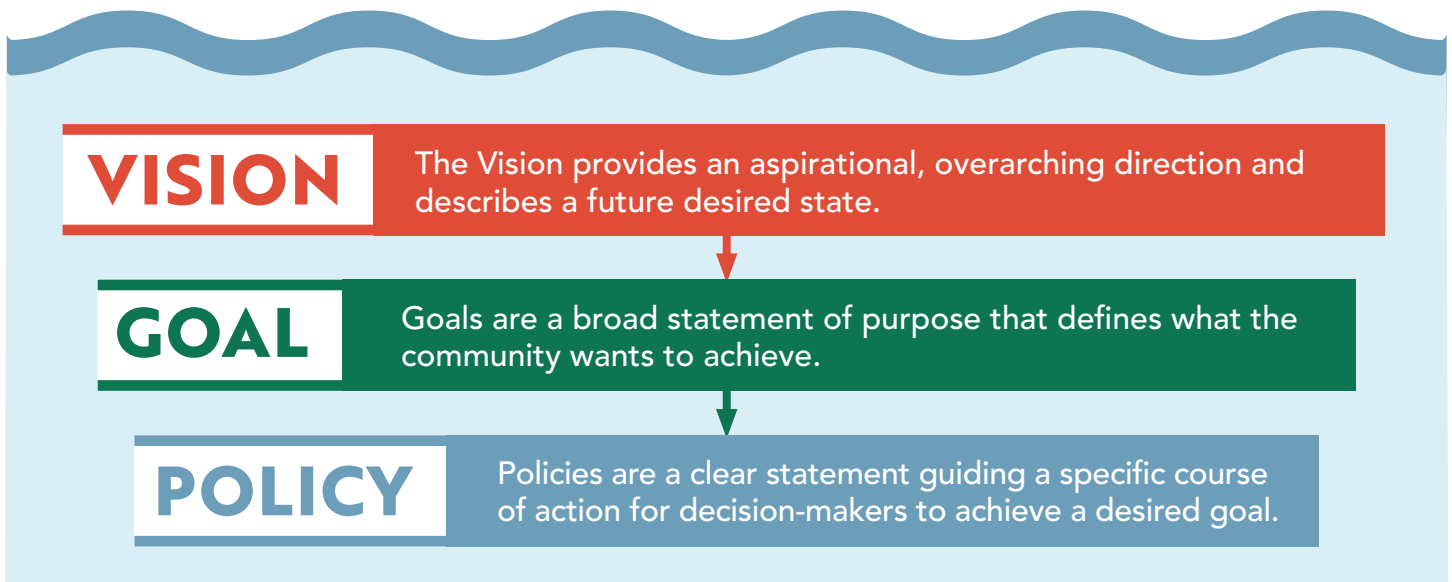 VISION
The Vision provides an aspirational, overarching direction and
describes a future desired state.
GOAL
Goals are a broad statement of purpose that defines what the
community wants to achieve.
POLICY
Policies are a clear statement guiding a specific course
of action for decision-makers to achieve a desired goal.